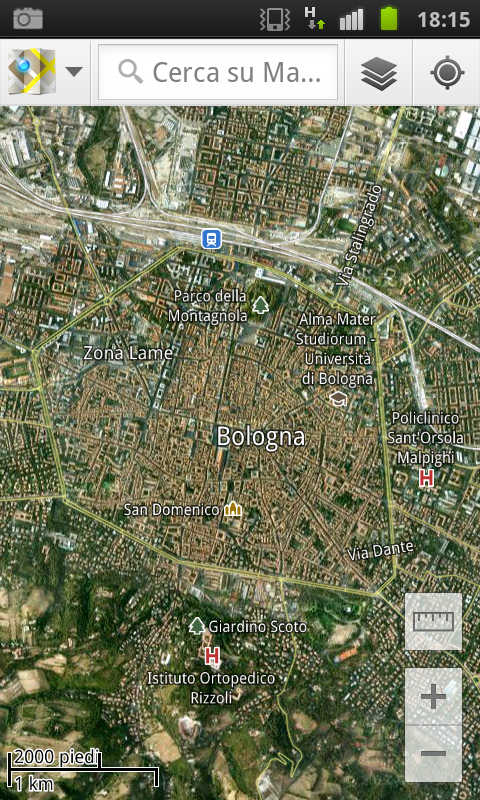 H
18:15
Cerca su Ma...
Via Stalingrado
Parco della
Montagnola
Alma Mater
Studiorum -
Università
di Bologna
Zona Lame
Policlinico
Sant'Orsola
Malpighi
H
Bologna
San Domenico
Via Dante
Giardino Scoto
H
Istituto Ortopedico
Rizzoli
2000 piedi
1 km